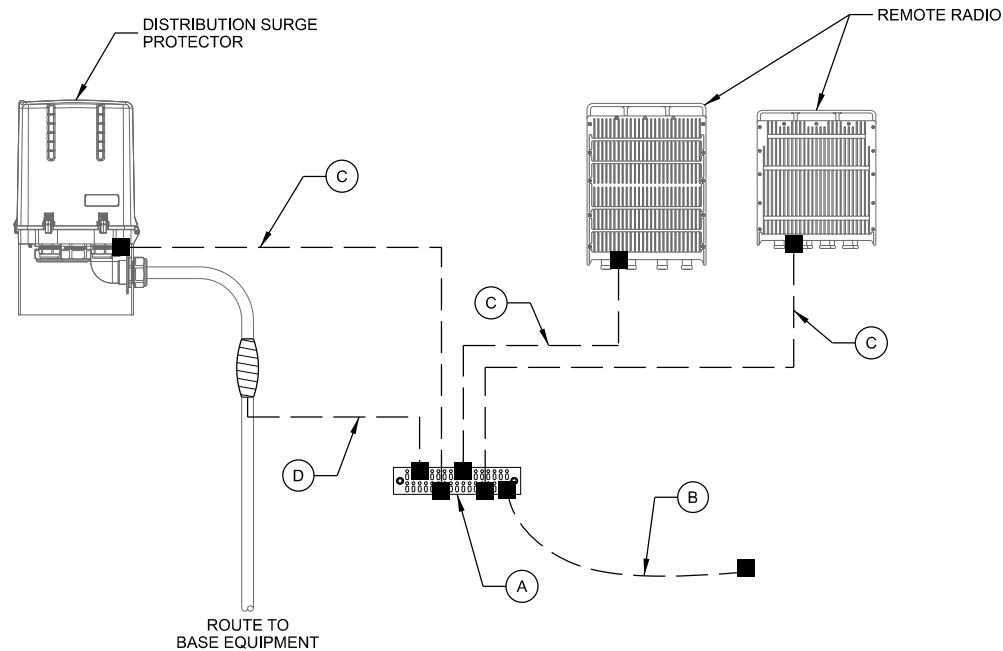 DISTRIBUTION SURGE
PROTECTOR
REMOTE RADIO
C
C
C
D
B
A
ROUTE TO
BASE EQUIPMENT